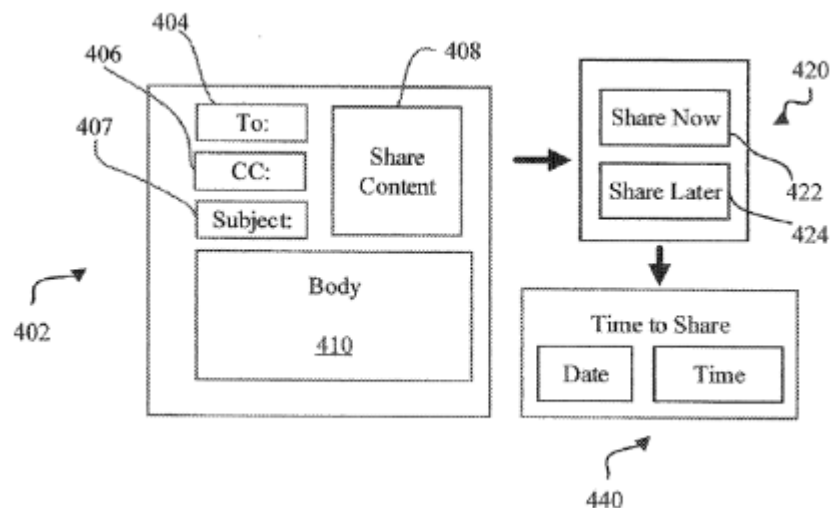 404
406
407
To:
CC:
Subject:
408
Share
Content
Body
410
402
420
Share Now
422
Share Later
424
Time to Share
Date
Time
440